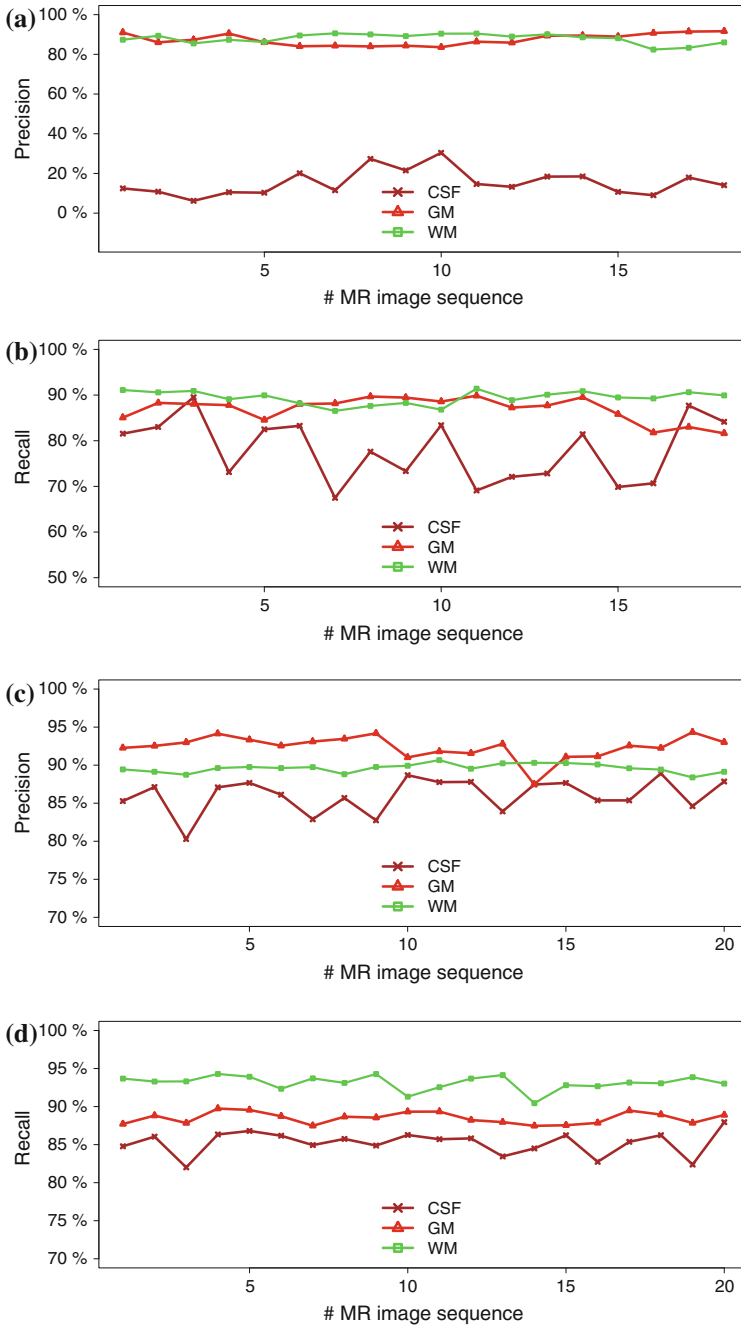 (a)
100 %
80 %
60 %
40 %
20 %
0 %
Precision
CSF
GM
WM
5
10
15
# MR image sequence
(b)
100 %
90 %
80 %
70 %
60 %
50 %
Recall
CSF
GM
WM
5
10
15
# MR image sequence
(c)
100 %
95 %
90 %
85 %
80 %
75 %
70 %
Precision
CSF
GM
WM
5
10
15
20
# MR image sequence
(d)
100 %
95 %
90 %
85 %
80 %
75 %
70 %
Recall
CSF
GM
WM
5
10
15
20
# MR image sequence